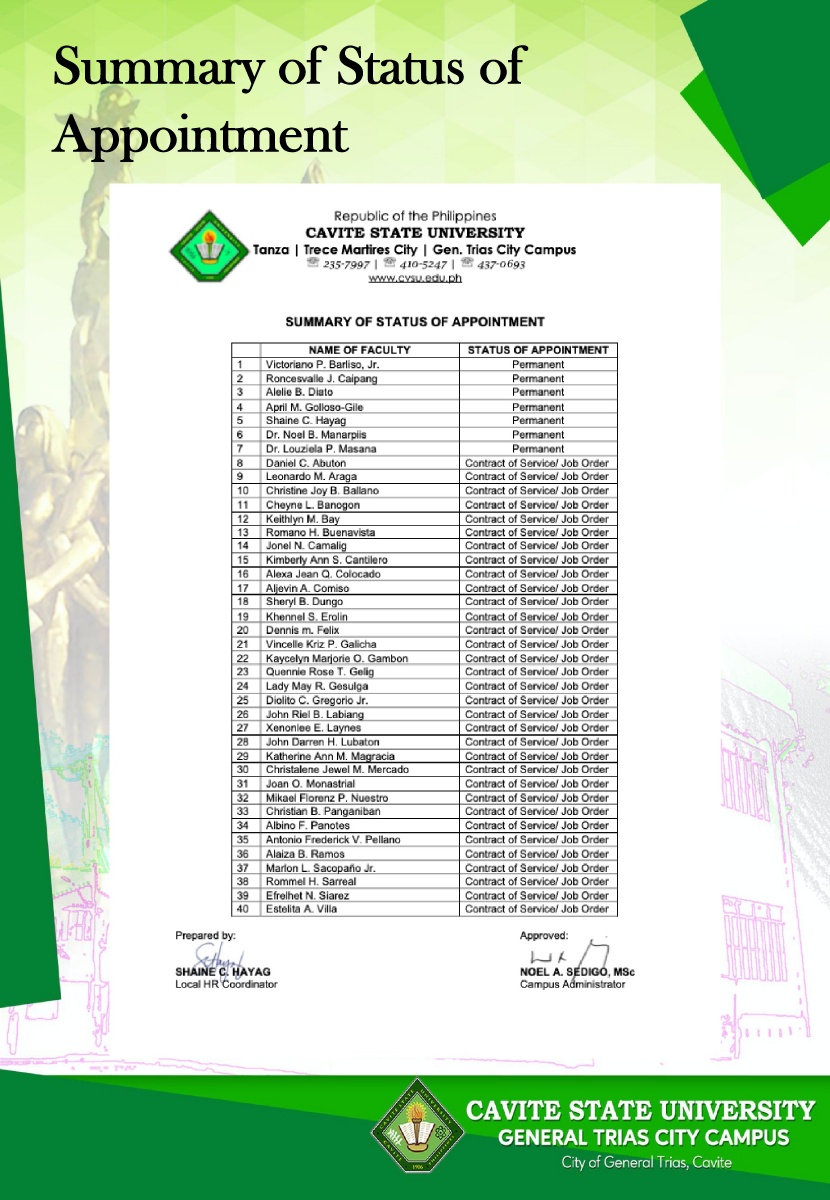 Summary of Status of
Appointment
Republic of the Philippines
CAVITE STATE UNIVERSITY
Tanza | Trece Martires City | Gen. Trias City Campus
☏ 235-7997 | ☏ 410-5247 | ☏ 437-0693
www.cvsu.edu.ph
SUMMARY OF STATUS OF APPOINTMENT
NAME OF FACULTY STATUS OF APPOINTMENT
1 Victoriano P. Barliso, Jr. Permanent
2 Roncesvalle J. Caipang Permanent
3 Alelie B. Diato Permanent
4 April M. Golloso-Gile Permanent
5 Shaine C. Hayag Permanent
6 Dr. Noel B. Manarpiis Permanent
7 Dr. Louziela P. Masana Permanent
8 Daniel C. Abuton Contract of Service/ Job Order
9 Leonardo M. Araga Contract of Service/ Job Order
10 Christine Joy B. Ballano Contract of Service/ Job Order
11 Cheyne L. Banogon Contract of Service/ Job Order
12 Keithlyn M. Bay Contract of Service/ Job Order
13 Romano H. Buenavista Contract of Service/ Job Order
14 Jonel N. Camalig Contract of Service/ Job Order
15 Kimberly Ann S. Cantilero Contract of Service/ Job Order
16 Alexa Jean Q. Colocado Contract of Service/ Job Order
17 Aljevin A. Comiso Contract of Service/ Job Order
18 Sheryl B. Dungo Contract of Service/ Job Order
19 Khennel S. Erolin Contract of Service/ Job Order
20 Dennis m. Felix Contract of Service/ Job Order
21 Vincelle Kriz P. Galicha Contract of Service/ Job Order
22 Kaycelyn Marjorie O. Gambon Contract of Service/ Job Order
23 Quennie Rose T. Gelig Contract of Service/ Job Order
24 Lady May R. Gesulga Contract of Service/ Job Order
25 Diolito C. Gregorio Jr. Contract of Service/ Job Order
26 John Riel B. Labiang Contract of Service/ Job Order
27 Xenonlee E. Laynes Contract of Service/ Job Order
28 John Darren H. Lubaton Contract of Service/ Job Order
29 Katherine Ann M. Magracia Contract of Service/ Job Order
30 Christalene Jewel M. Mercado Contract of Service/ Job Order
31 Joan O. Monastrial Contract of Service/ Job Order
32 Mikael Florenz P. Nuestro Contract of Service/ Job Order
33 Christian B. Panganiban Contract of Service/ Job Order
34 Albino F. Panotes Contract of Service/ Job Order
35 Antonio Frederick V. Pellano Contract of Service/ Job Order
36 Alaiza B. Ramos Contract of Service/ Job Order
37 Marlon L. Sacopaño Jr. Contract of Service/ Job Order
38 Rommel H. Sarreal Contract of Service/ Job Order
39 Efrelhet N. Siarez Contract of Service/ Job Order
40 Estelita A. Villa Contract of Service/ Job Order
Prepared by: Approved:
SHAINE C. HAYAG NOEL A. SEDIGO, MSc
Local HR Coordinator Campus Administrator
CAVITE STATE UNIVERSITY
GENERAL TRIAS CITY CAMPUS
City of General Trias, Cavite
1906